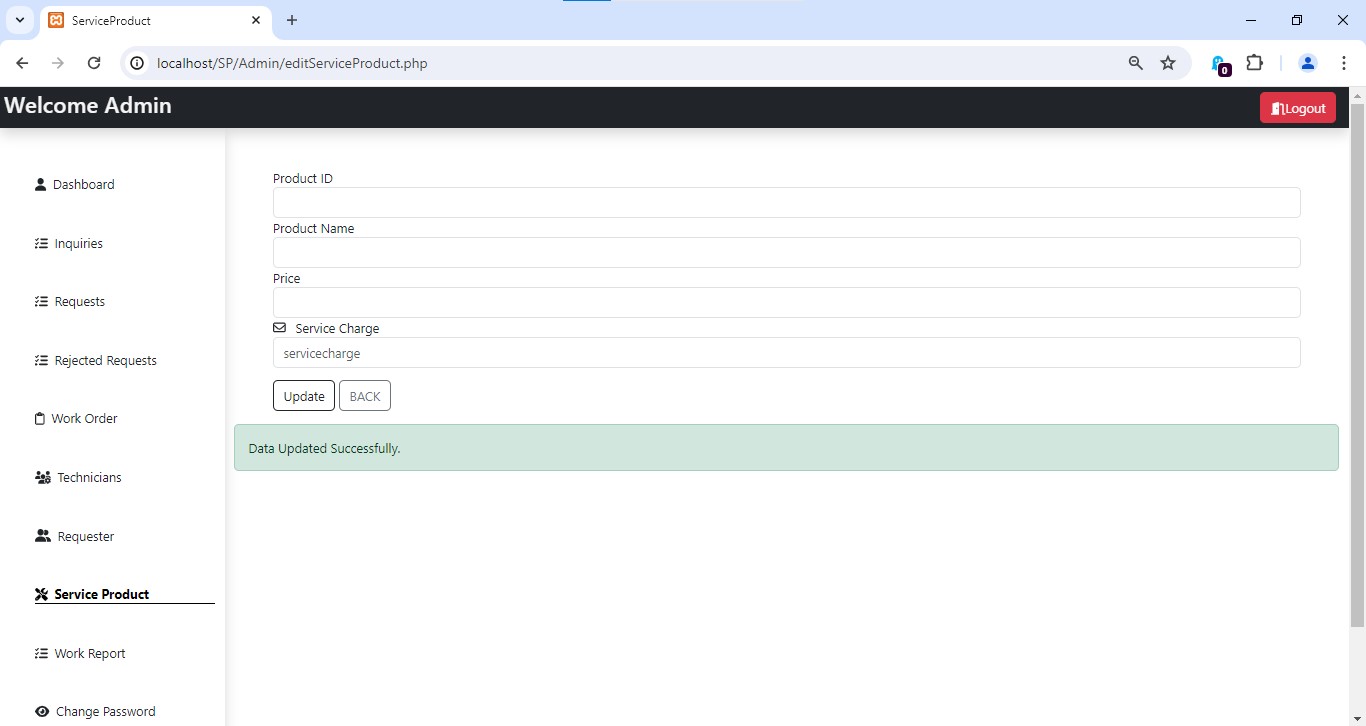 ServiceProduct
localhost/SP/Admin/editServiceProduct.php
0
Welcome Admin
Logout
Dashboard
Inquiries
Requests
Rejected Requests
Work Order
Technicians
Requester
Service Product
Work Report
Change Password
Product ID
Product Name
Price
Service Charge
servicecharge
Update BACK
Data Updated Successfully.